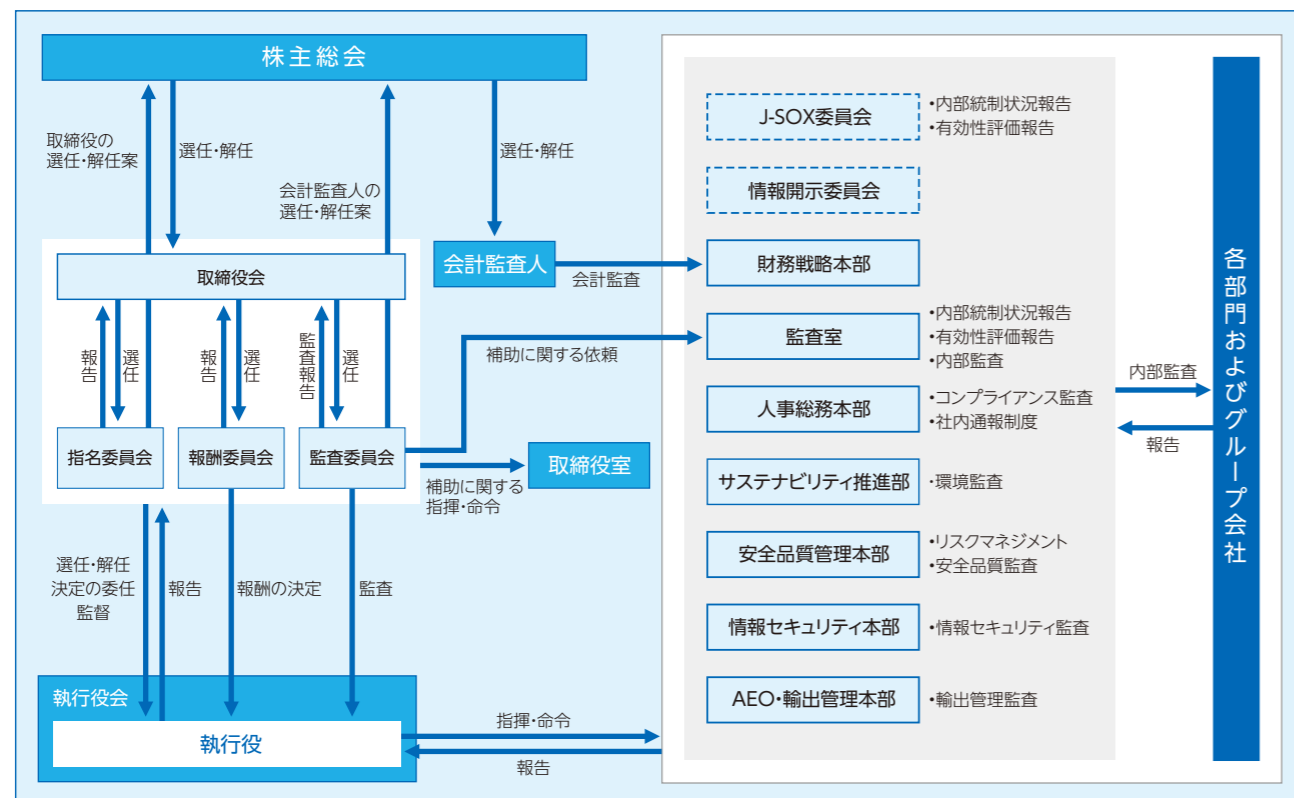 株主総会
取締役の
選任・解任案
選任・解任
会計監査人の
選任・解任案
選任・解任
取締役会
会計監査人
会計監査
報告
選任
報告
選任
監査報告
選任
補助に関する依頼
指名委員会
報酬委員会
監査委員会
取締役室
補助に関する
指揮・命令
選任・解任
決定の委任
監督
報告
報酬の決定
監査
執行役会
執行役
指揮・命令
報告
J-SOX委員会
・内部統制状況報告
・有効性評価報告
情報開示委員会
財務戦略本部
監査室
・内部統制状況報告
・有効性評価報告
・内部監査
人事総務本部
・コンプライアンス監査
・社内通報制度
サステナビリティ推進部
・環境監査
安全品質管理本部
・リスクマネジメント
・安全品質監査
情報セキュリティ本部
・情報セキュリティ監査
AEO・輸出管理本部
・輸出管理監査
内部監査
報告
各部門およびグループ会社